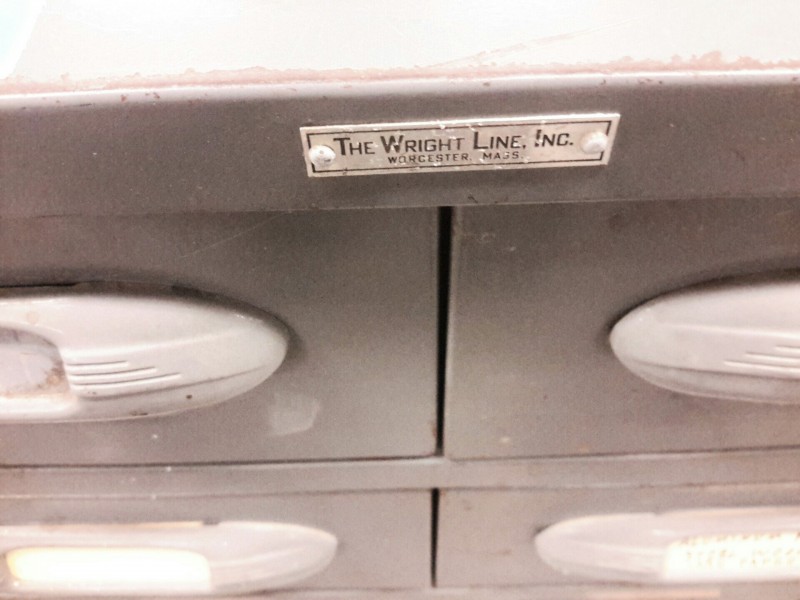 THE WRIGHT LINE, INC.
WORCESTER, MASS.